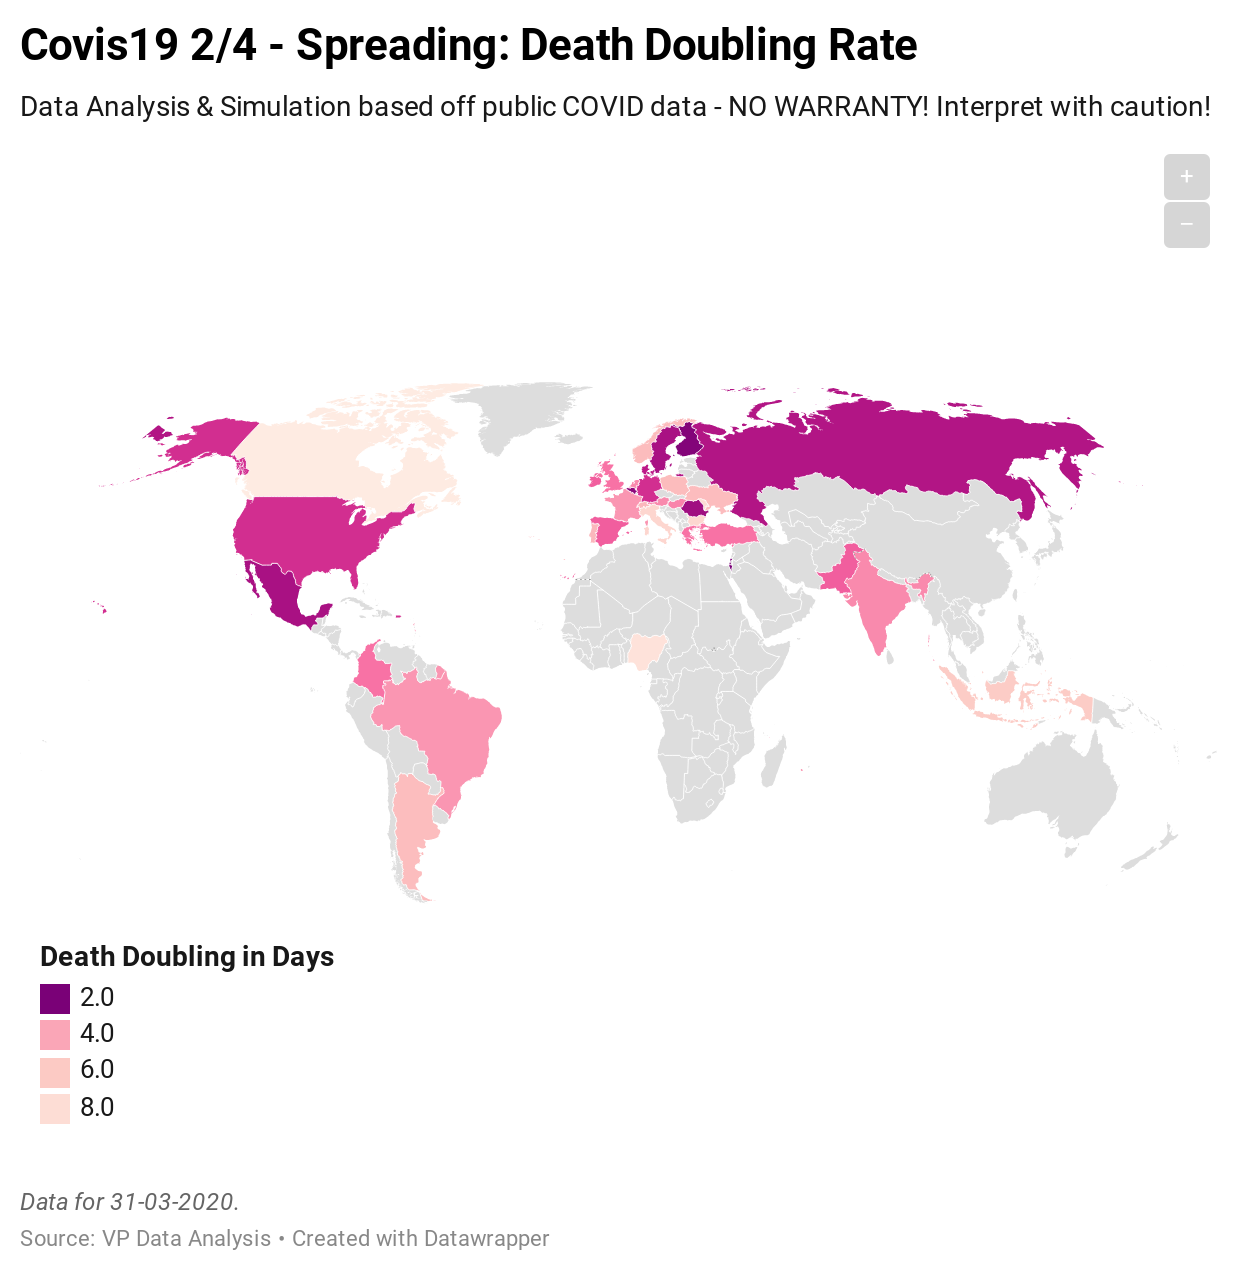 Covis19 2/4 - Spreading: Death Doubling Rate
Data Analysis & Simulation based off public COVID data - NO WARRANTY! Interpret with caution!
+
−
Death Doubling in Days
2.0
4.0
6.0
8.0
Data for 31-03-2020.
Source: VP Data Analysis • Created with Datawrapper